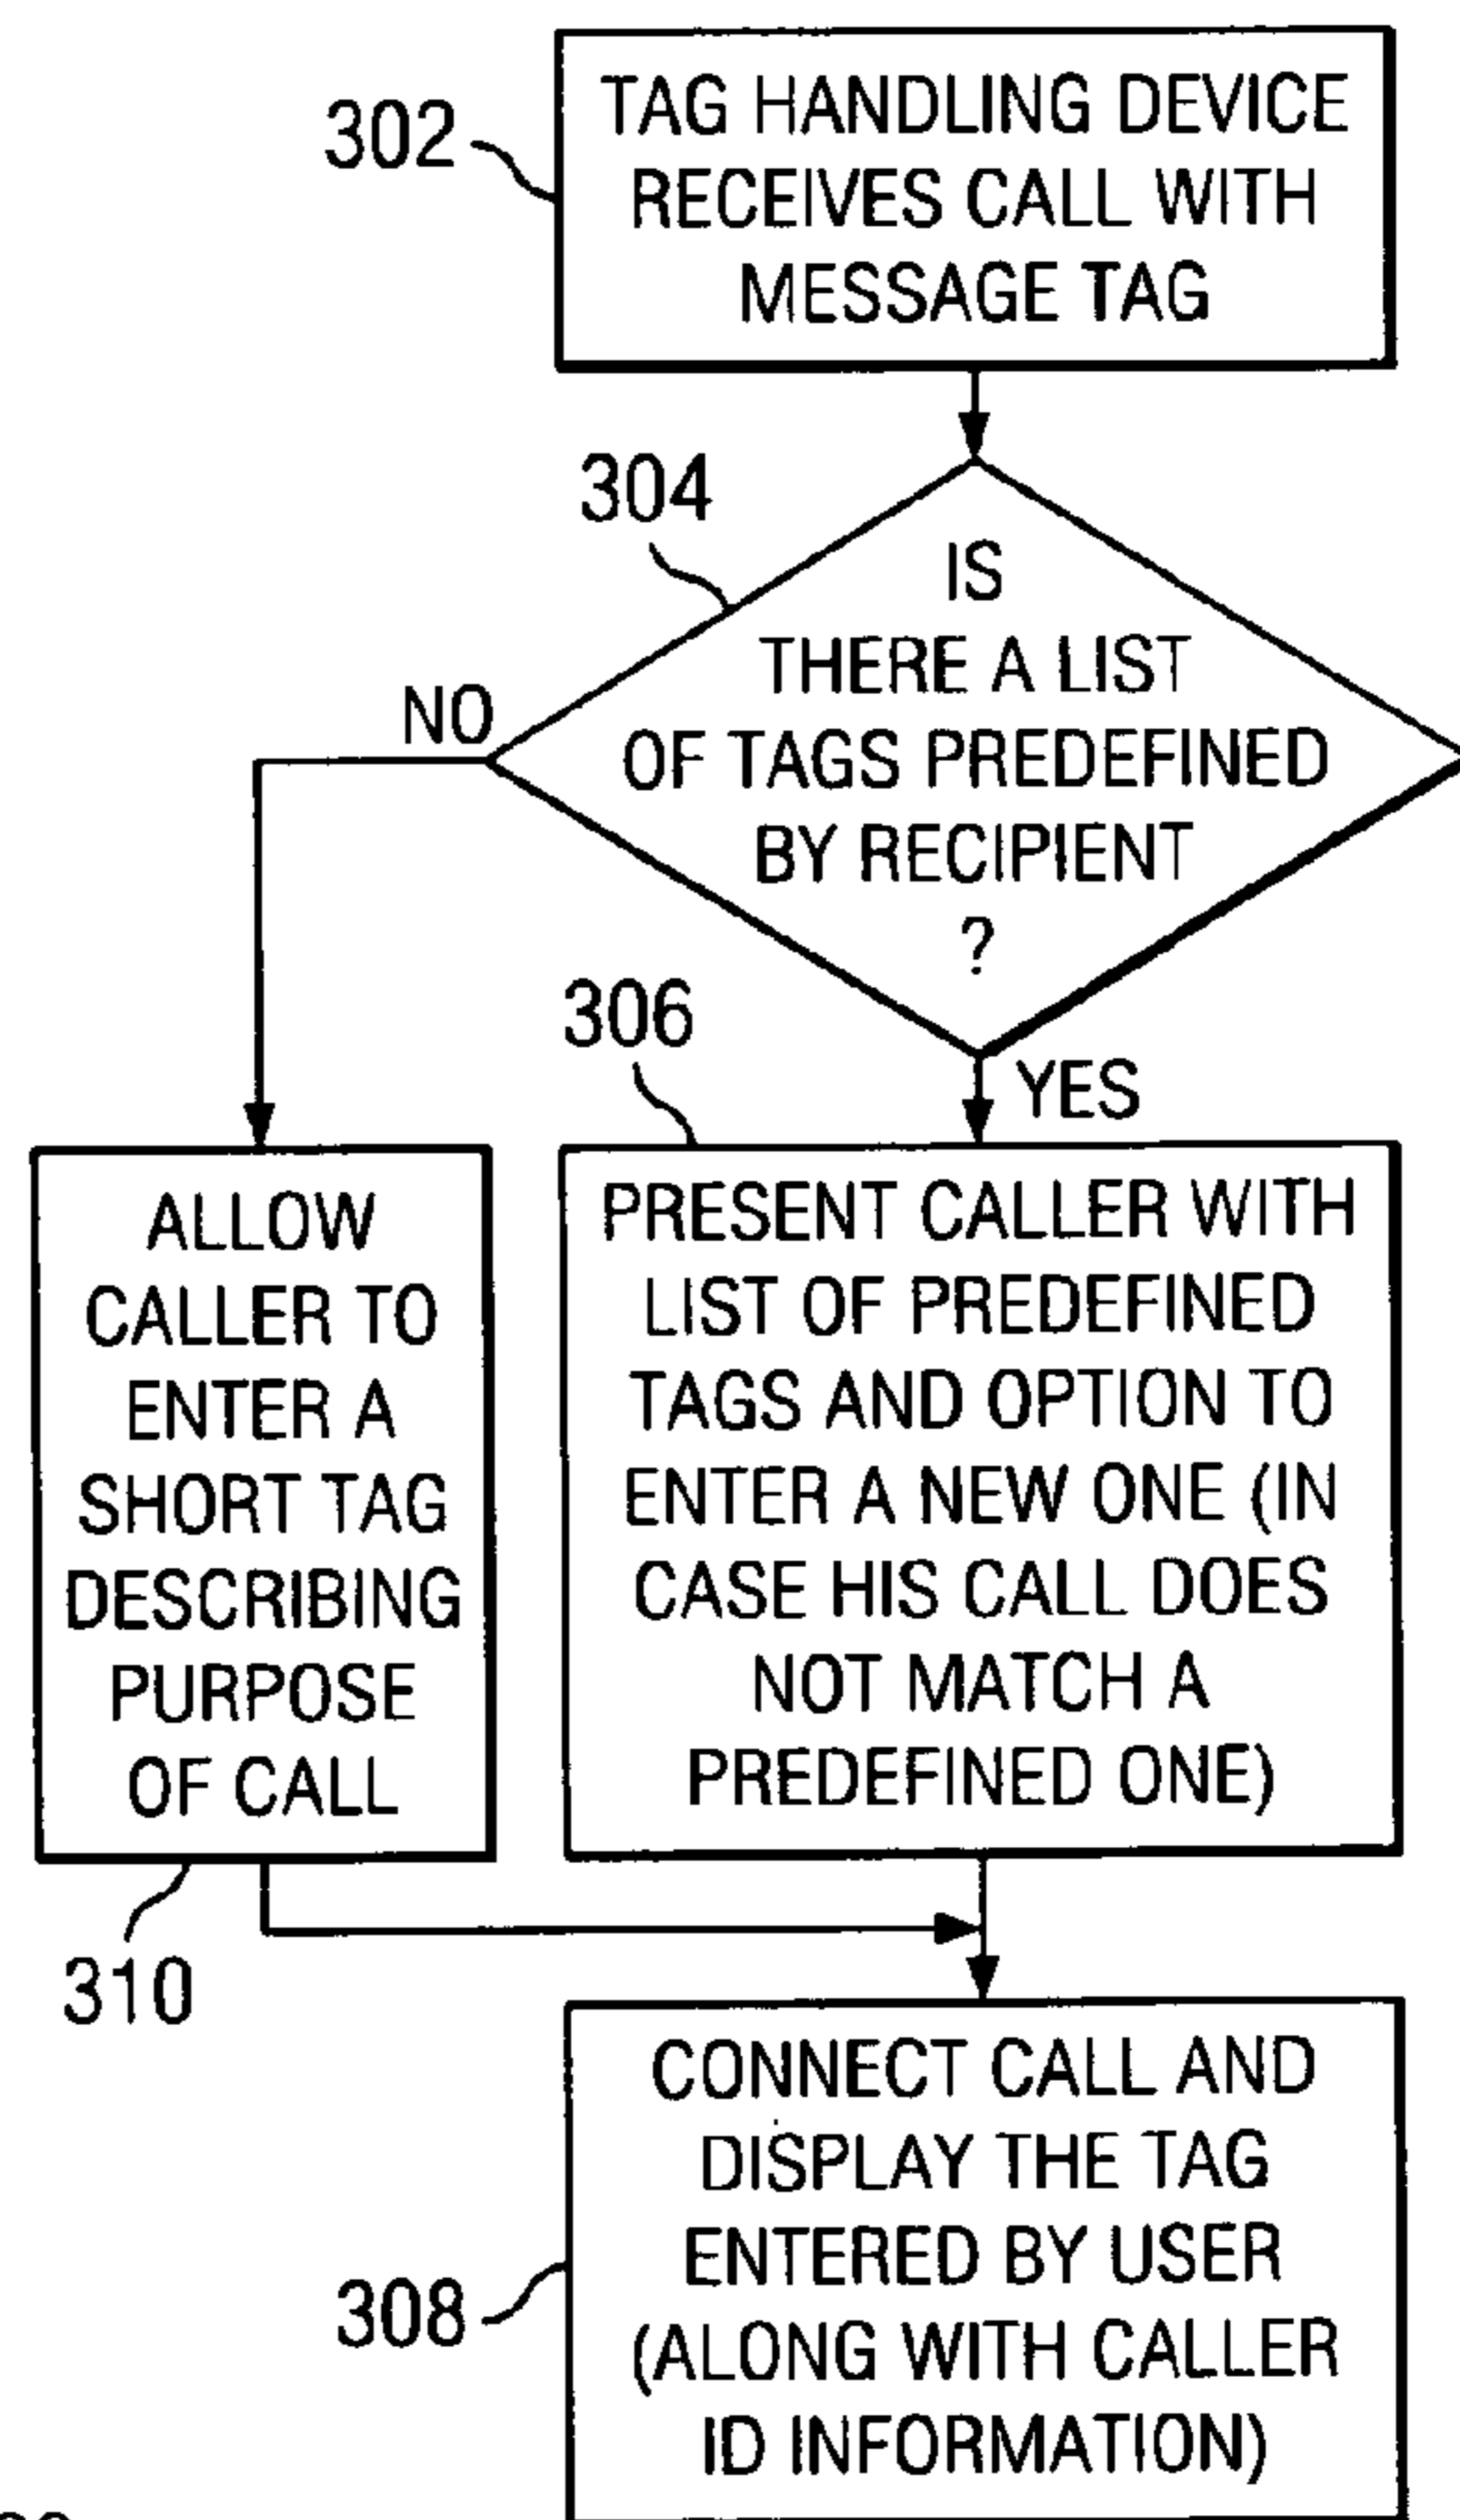 302
TAG HANDLING DEVICE
RECEIVES CALL WITH
MESSAGE TAG
304
IS
THERE A LIST
OF TAGS PREDEFINED
BY RECIPIENT
?
NO
YES
306
ALLOW
CALLER TO
ENTER A
SHORT TAG
DESCRIBING
PURPOSE
OF CALL
310
PRESENT CALLER WITH
LIST OF PREDEFINED
TAGS AND OPTION TO
ENTER A NEW ONE (IN
CASE HIS CALL DOES
NOT MATCH A
PREDEFINED ONE)
308
CONNECT CALL AND
DISPLAY THE TAG
ENTERED BY USER
(ALONG WITH CALLER
ID INFORMATION)